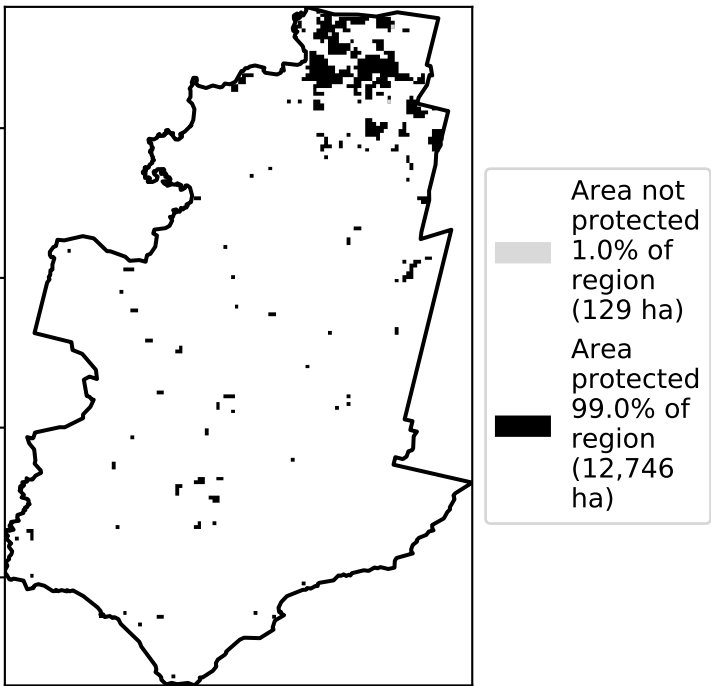 Area not
protected
1.0% of
region
(129 ha)
Area
protected
99.0% of
region
(12,746
ha)